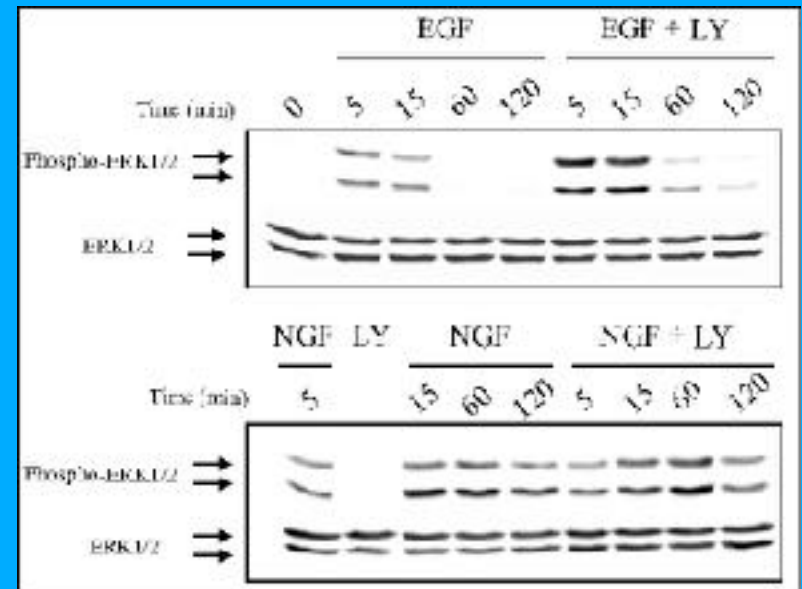 EGF EGF + LY
Time (min) 0 5 15 60 120 5 15 60 120
Phospho-ERK1/2
ERK1/2
NGF LY NGF NGF + LY
Time (min) 5 15 60 120 5 15 60 120
Phospho-ERK1/2
ERK1/2